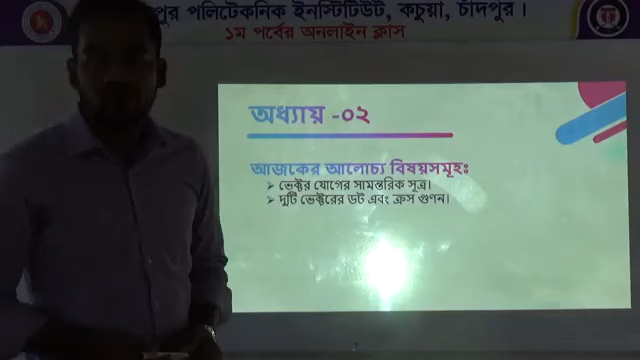 পুর পলিটেকনিক ইনস্টিটিউট, কচুয়া, চাঁদপুর।
১ম পর্বের অনলাইন ক্লাস
অধ্যায় -০২
আজকের আলোচ্য বিষয়সমূহঃ
➢ ভেক্টর যোগের সামন্তরিক সূত্র।
➢ দুটি ভেক্টরের ডট এবং ক্রস গুণন।